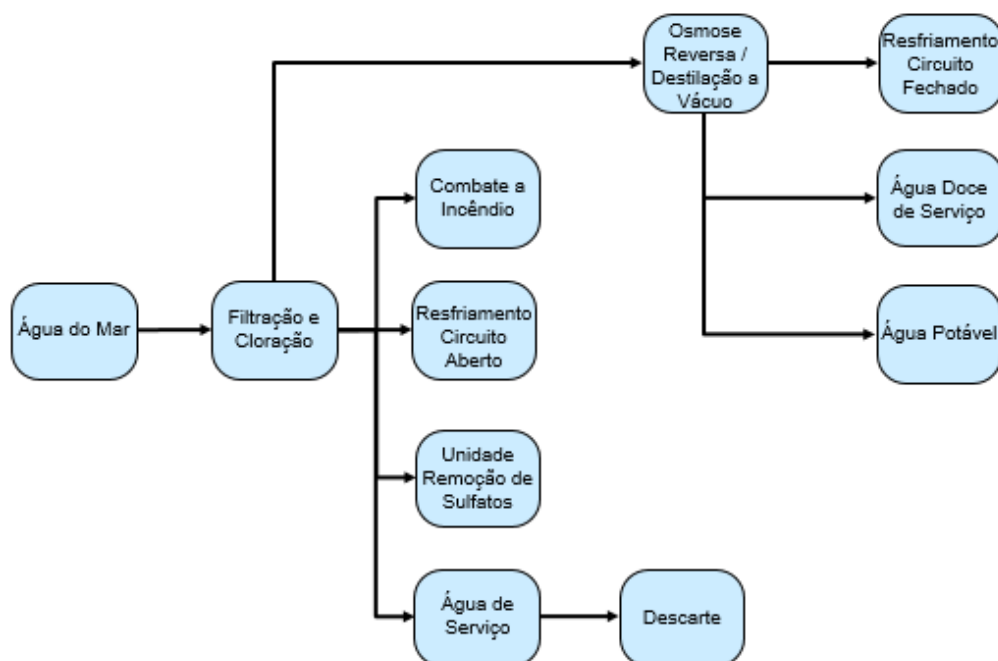 Osmose
Reversa /
Destilação a
Vácuo
Resfriamento
Circuito
Fechado
Combate a
Incêndio
Água Doce
de Serviço
Água do Mar
Filtração e
Cloração
Resfriamento
Circuito
Aberto
Água Potável
Unidade
Remoção de
Sulfatos
Água de
Serviço
Descarte